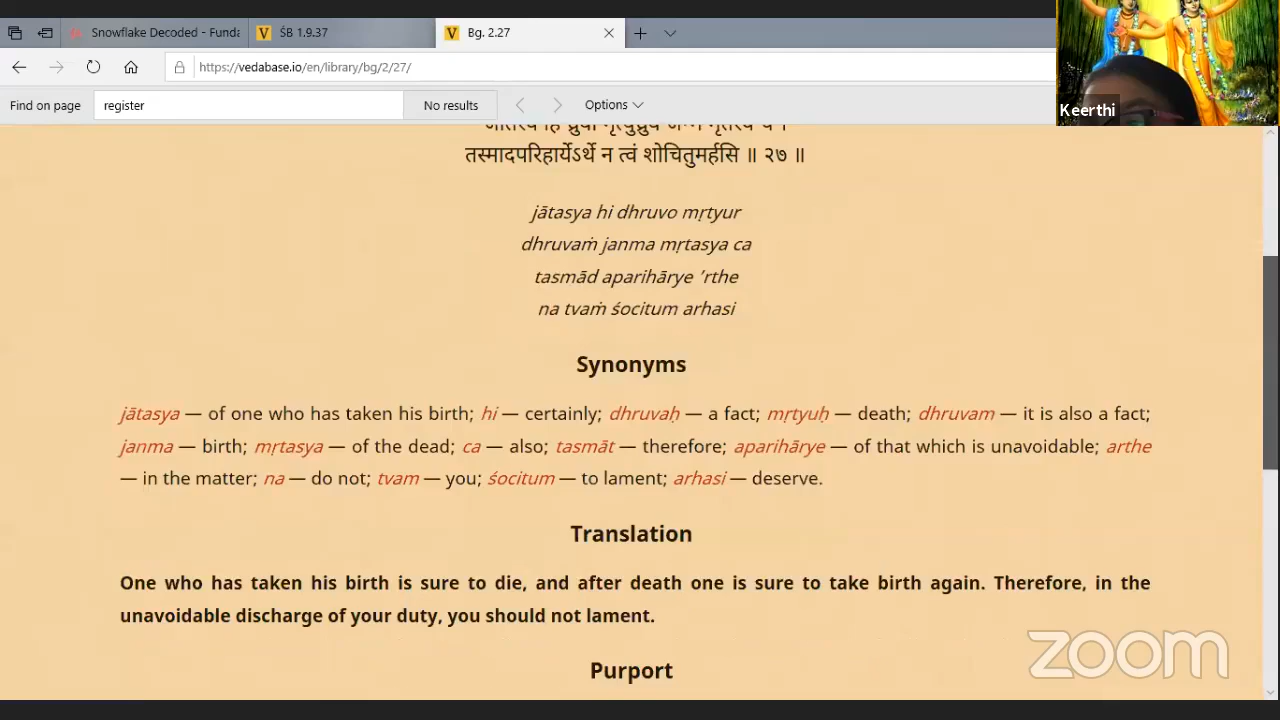 Snowflake Decoded - Funda
ŚB 1.9.37
Bg. 2.27
https://vedabase.io/en/library/bg/2/27/
Find on page
register
No results
Options
Keerthi
तस्मादपरिहार्येऽर्थे न त्वं शोचितुमर्हसि ॥ २७ ॥
jātasya hi dhruvo mṛtyur
dhruvaṁ janma mṛtasya ca
tasmād aparihārye ’rthe
na tvaṁ śocitum arhasi
Synonyms
jātasya — of one who has taken his birth; hi — certainly; dhruvaḥ — a fact; mṛtyuḥ — death; dhruvam — it is also a fact;
janma — birth; mṛtasya — of the dead; ca — also; tasmāt — therefore; aparihārye — of that which is unavoidable; arthe
— in the matter; na — do not; tvam — you; śocitum — to lament; arhasi — deserve.
Translation
One who has taken his birth is sure to die, and after death one is sure to take birth again. Therefore, in the
unavoidable discharge of your duty, you should not lament.
zoom
Purport